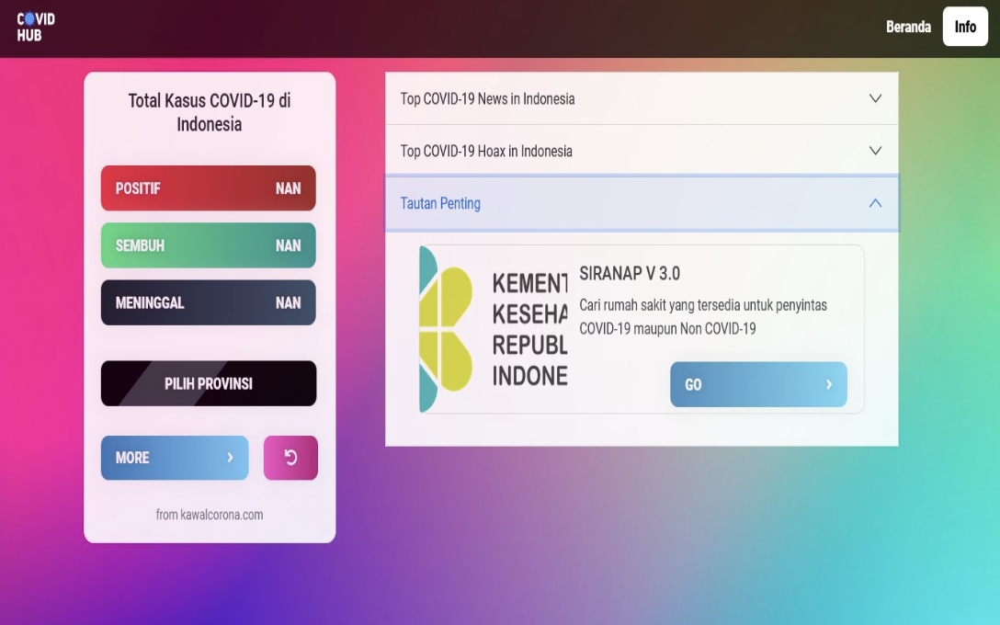 COVID
HUB
Beranda
Info
Total Kasus COVID-19 di
Indonesia
POSITIF NAN
SEMBUH NAN
MENINGGAL NAN
PILIH PROVINSI
MORE
from kawalcorona.com
Top COVID-19 News in Indonesia
Top COVID-19 Hoax in Indonesia
Tautan Penting
KEMENT
KESEHA
REPUBL
INDONE
SIRANAP V 3.0
Cari rumah sakit yang tersedia untuk penyintas
COVID-19 maupun Non COVID-19
GO